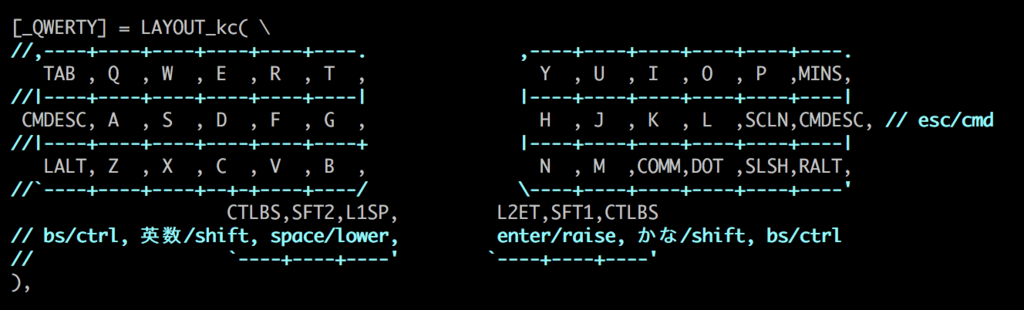 [_QWERTY] = LAYOUT_kc( \
//,----+----+----+----+----+----.              ,----+----+----+----+----+----.
   TAB , Q  , W  , E  , R  , T  ,                Y  , U  , I  , O  , P  ,MINS,
//|----+----+----+----+----+----|              |----+----+----+----+----+----|
 CMDESC, A  , S  , D  , F  , G  ,                H  , J  , K  , L  ,SCLN,CMDESC, // esc/cmd
//|----+----+----+----+----+----+              |----+----+----+----+----+----|
   LALT, Z  , X  , C  , V  , B  ,                N  , M  ,COMM,DOT ,SLSH,RALT,
//`----+----+----+--+-+----+----/              \----+----+----+----+----+----'
                    CTLBS,SFT2,L1SP,         L2ET,SFT1,CTLBS
// bs/ctrl, 英数/shift, space/lower,         enter/raise, かな/shift, bs/ctrl
//                  `----+----+----'        `----+----+----'
),